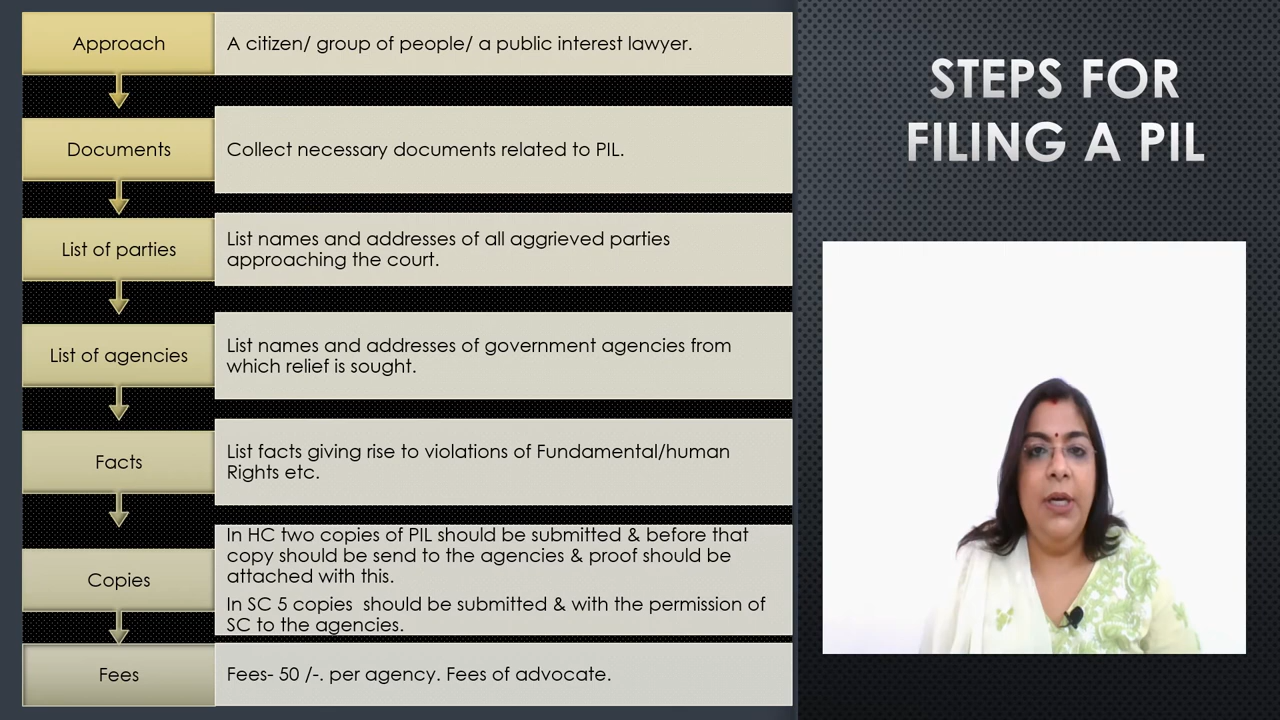 STEPS FOR
FILING A PIL
Approach
A citizen/ group of people/ a public interest lawyer.
Documents
Collect necessary documents related to PIL.
List of parties
List names and addresses of all aggrieved parties
approaching the court.
List of agencies
List names and addresses of government agencies from
which relief is sought.
Facts
List facts giving rise to violations of Fundamental/human
Rights etc.
Copies
In HC two copies of PIL should be submitted & before that
copy should be send to the agencies & proof should be
attached with this.
In SC 5 copies  should be submitted & with the permission of
SC to the agencies.
Fees
Fees- 50 /-. per agency. Fees of advocate.